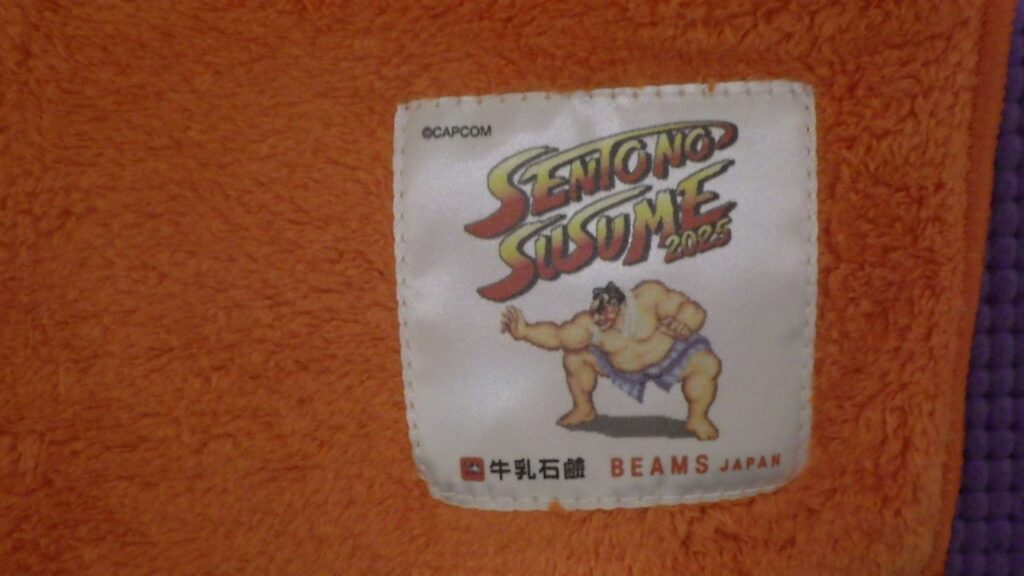 ©CAPCOM
SENTO NO
SUSUME
2025
牛乳石鹼
BEAMS JAPAN